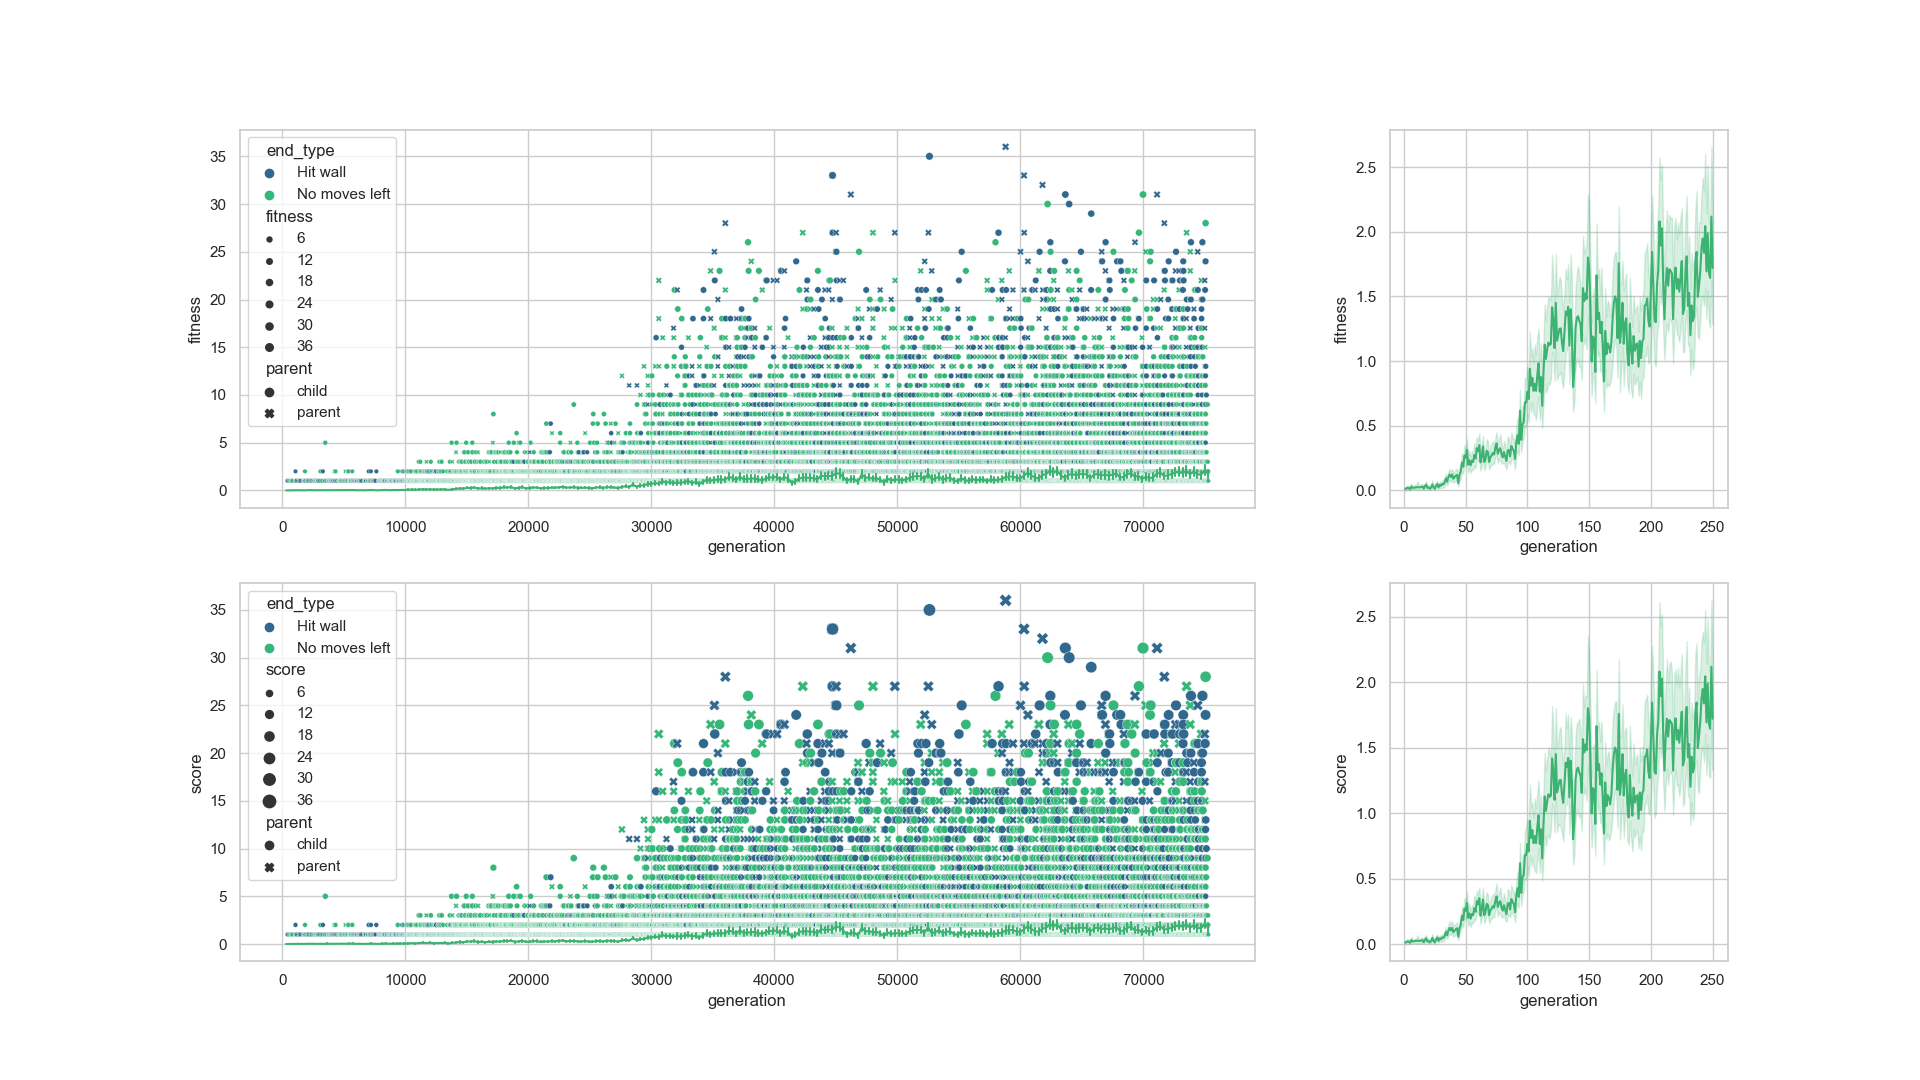 end_type
Hit wall
No moves left
fitness
6
12
18
24
30
36
parent
child
parent
35
30
25
20
15
10
5
0
fitness
0 10000 20000 30000 40000 50000 60000 70000
generation
2.5
2.0
1.5
1.0
0.5
0.0
fitness
0 50 100 150 200 250
generation
end_type
Hit wall
No moves left
score
6
12
18
24
30
36
parent
child
parent
35
30
25
20
15
10
5
0
score
0 10000 20000 30000 40000 50000 60000 70000
generation
2.5
2.0
1.5
1.0
0.5
0.0
score
0 50 100 150 200 250
generation